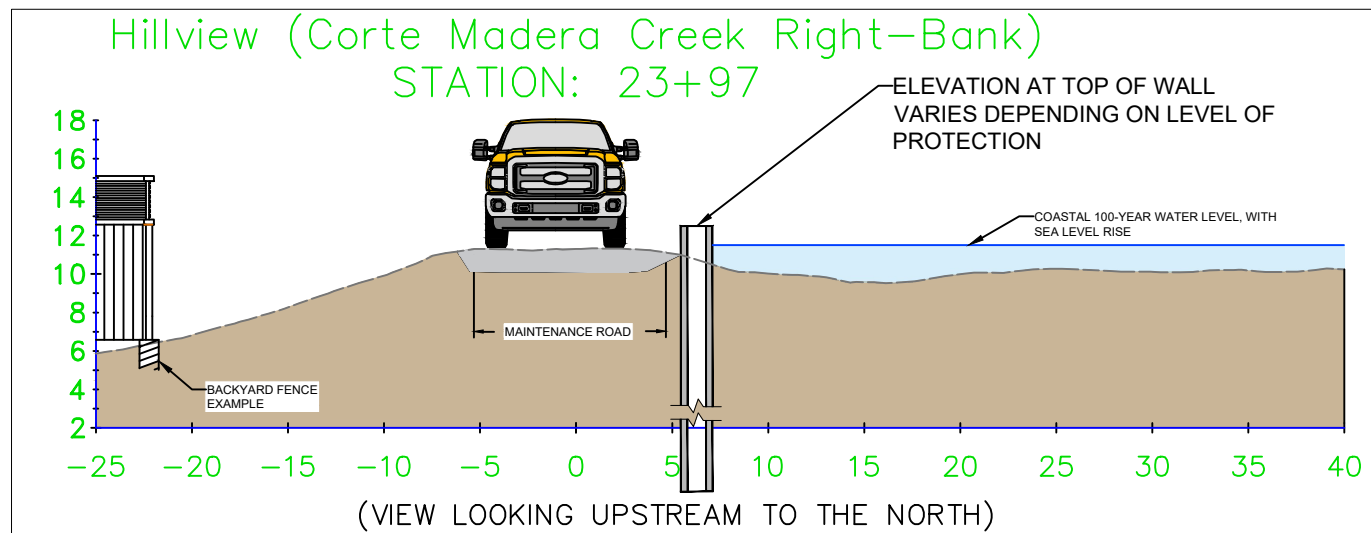 Hillview (Corte Madera Creek Right-Bank)
STATION: 23+97
ELEVATION AT TOP OF WALL
VARIES DEPENDING ON LEVEL OF
PROTECTION
18
16
14
12
10
8
6
4
2
COASTAL 100-YEAR WATER LEVEL, WITH
SEA LEVEL RISE
MAINTENANCE ROAD
BACKYARD FENCE
EXAMPLE
-25 -20 -15 -10 -5 0 5 10 15 20 25 30 35 40
(VIEW LOOKING UPSTREAM TO THE NORTH)